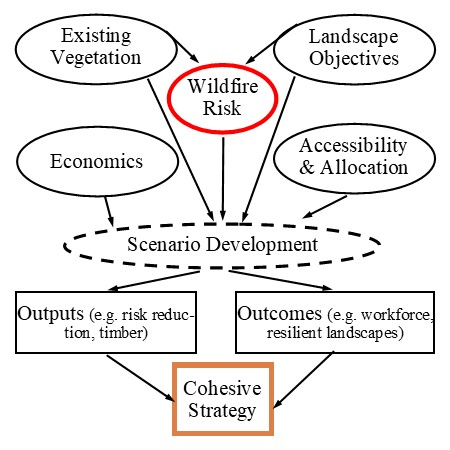 Existing
Vegetation
Landscape
Objectives
Wildfire
Risk
Economics
Accessibility
& Allocation
Scenario Development
Outputs (e.g. risk reduc-
tion, timber)
Outcomes (e.g. workforce,
resilient landscapes)
Cohesive
Strategy